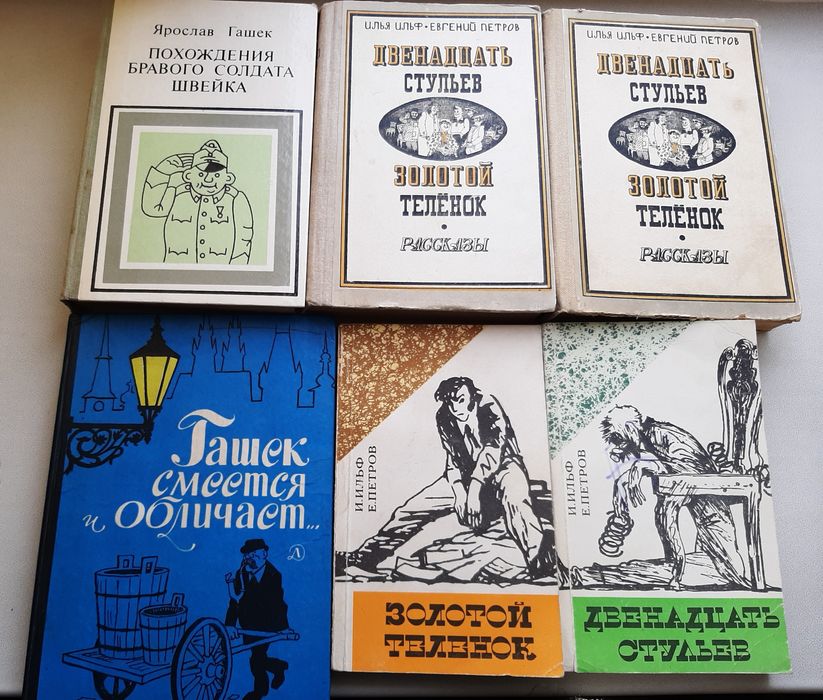 Ярослав Гашек
ПОХОЖДЕНИЯ
БРАВОГО СОЛДАТА
ШВЕЙКА
ИЛЬЯ ИЛЬФ • ЕВГЕНИЙ ПЕТРОВ
ДВЕНАДЦАТЬ
СТУЛЬЕВ
ЗОЛОТОЙ
ТЕЛЁНОК
•
РАССКАЗЫ
ИЛЬЯ ИЛЬФ • ЕВГЕНИЙ ПЕТРОВ
ДВЕНАДЦАТЬ
СТУЛЬЕВ
ЗОЛОТОЙ
ТЕЛЁНОК
•
РАССКАЗЫ
Гашек
смеется
и обличает...
Д
И. ИЛЬФ
Е. ПЕТРОВ
ЗОЛОТОЙ
ТЕЛЕНОК
И. ИЛЬФ
Е. ПЕТРОВ
ДВЕНАДЦАТЬ
СТУЛЬЕВ